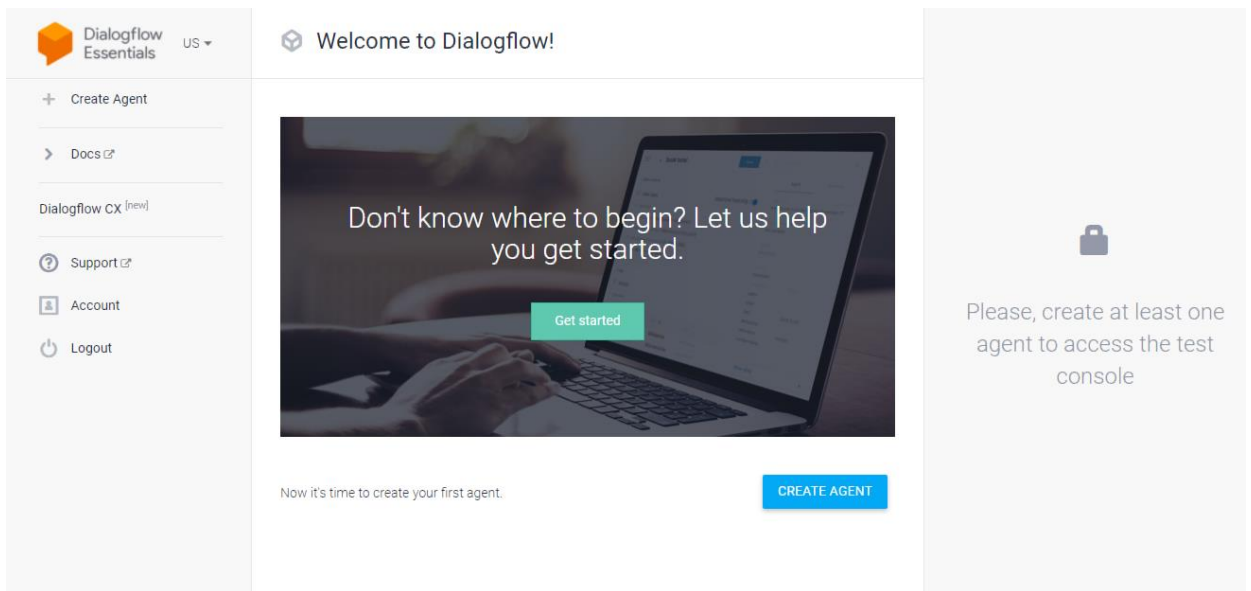 Dialogflow
Essentials
US
Create Agent
Docs
Dialogflow CX [new]
Support
Account
Logout
Welcome to Dialogflow!
Don't know where to begin? Let us help
you get started.
Get started
Now it's time to create your first agent.
CREATE AGENT
Please, create at least one
agent to access the test
console